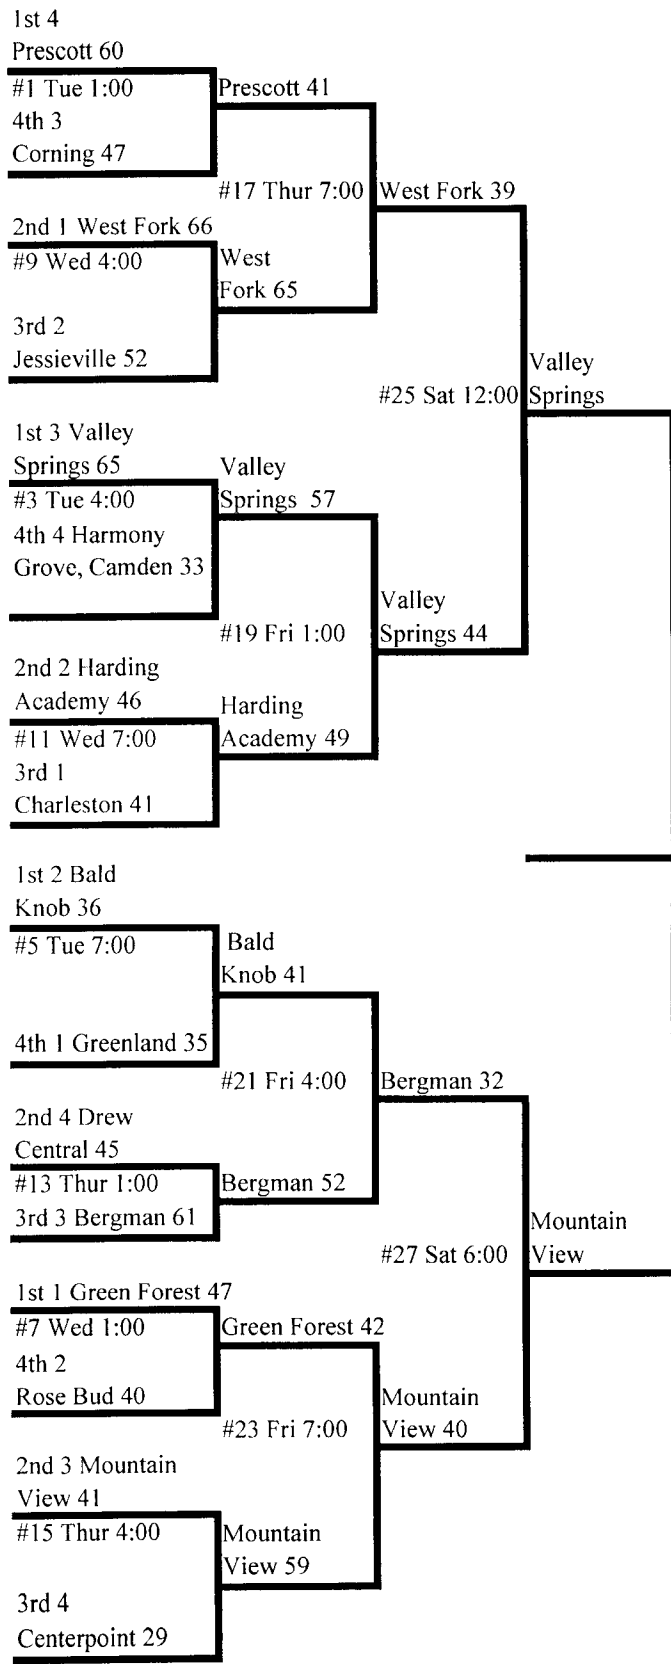 1st 4
Prescott 60
#1 Tue 1:00
4th 3
Corning 47
Prescott 41
#17 Thur 7:00
West Fork 39
2nd 1 West Fork 66
#9 Wed 4:00
3rd 2
Jessieville 52
West
Fork 65
#25 Sat 12:00
Valley
Springs
1st 3 Valley
Springs 65
#3 Tue 4:00
4th 4 Harmony
Grove, Camden 33
Valley
Springs 57
#19 Fri 1:00
Valley
Springs 44
2nd 2 Harding
Academy 46
#11 Wed 7:00
3rd 1
Charleston 41
Harding
Academy 49
1st 2 Bald
Knob 36
#5 Tue 7:00
4th 1 Greenland 35
Bald
Knob 41
#21 Fri 4:00
Bergman 32
2nd 4 Drew
Central 45
#13 Thur 1:00
3rd 3 Bergman 61
Bergman 52
#27 Sat 6:00
Mountain
View
1st 1 Green Forest 47
#7 Wed 1:00
4th 2
Rose Bud 40
Green Forest 42
#23 Fri 7:00
Mountain
View 40
2nd 3 Mountain
View 41
#15 Thur 4:00
3rd 4
Centerpoint 29
Mountain
View 59